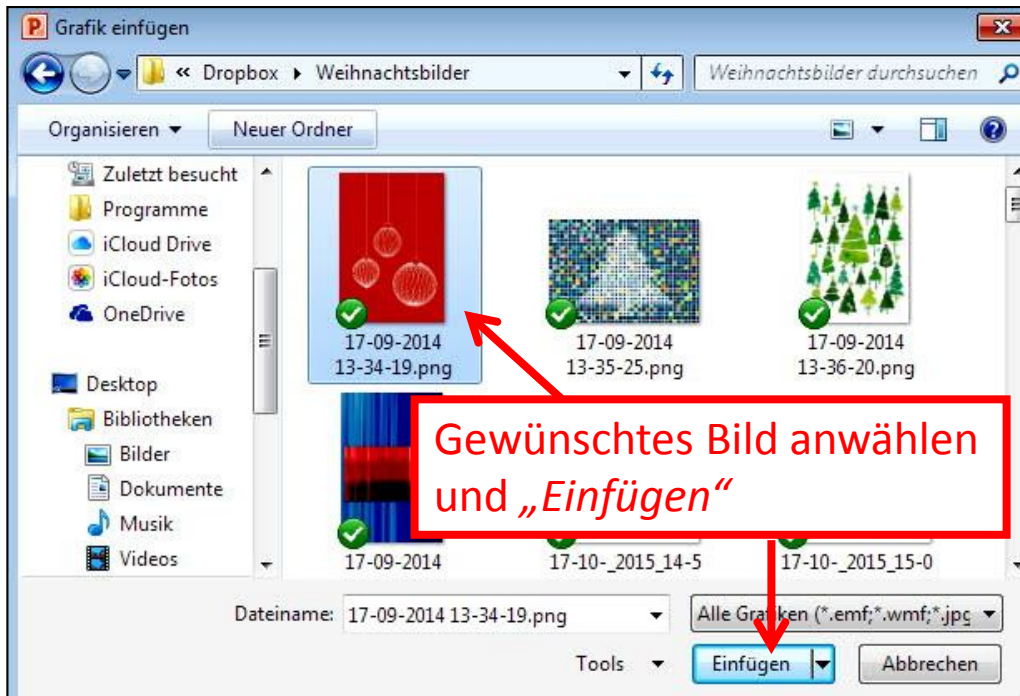 Grafik einfügen
« Dropbox ▸ Weihnachtsbilder
Weihnachtsbilder durchsuchen
Organisieren
Neuer Ordner
Zuletzt besucht
Programme
iCloud Drive
iCloud-Fotos
OneDrive
Desktop
Bibliotheken
Bilder
Dokumente
Musik
Videos
17-09-2014
13-34-19.png
17-09-2014
13-35-25.png
17-09-2014
13-36-20.png
Gewünschtes Bild anwählen
und „Einfügen“
17-09-2014
17-10-_2015_14-5
17-10-_2015_15-0
Dateiname: 17-09-2014 13-34-19.png
Alle Grafiken (*.emf;*.wmf;*.jpg
Tools
Einfügen
Abbrechen